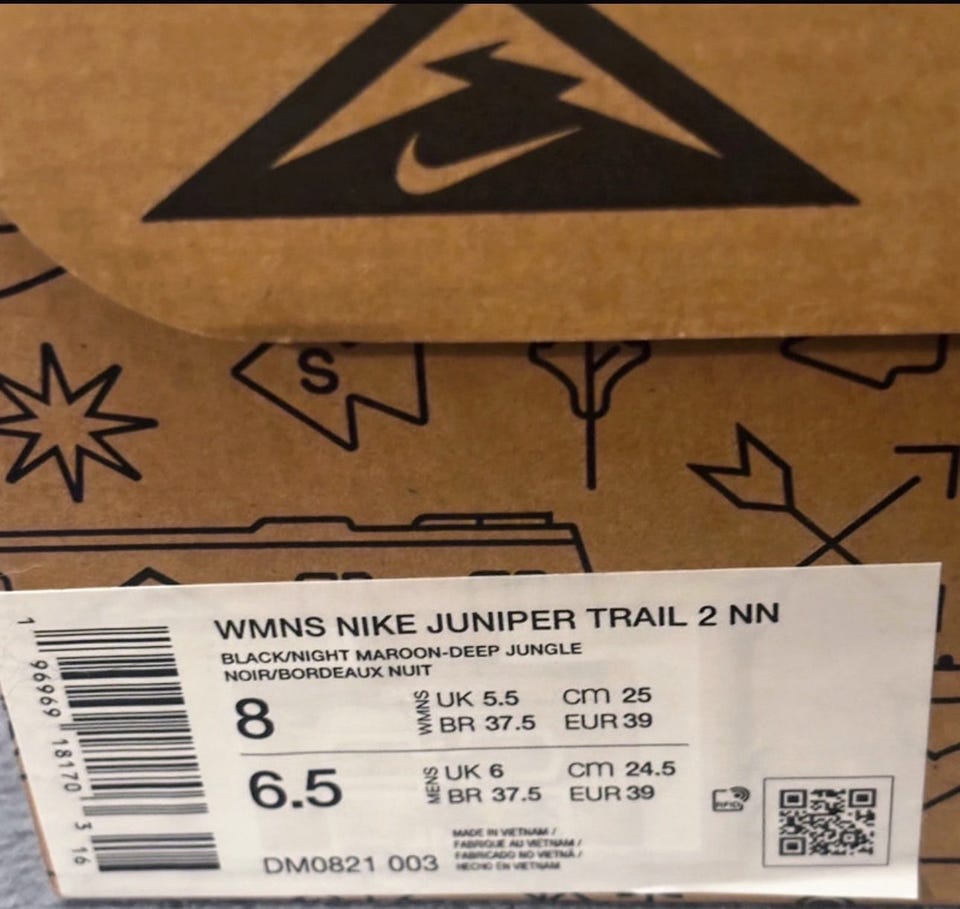 S
WMNS NIKE JUNIPER TRAIL 2 NN
BLACK/NIGHT MAROON-DEEP JUNGLE
NOIR/BORDEAUX NUIT
8
WMNS
UK 5.5 cm 25
BR 37.5 EUR 39
6.5
MENS
UK 6 cm 24.5
BR 37.5 EUR 39
RFID
MADE IN VIETNAM /
FABRIQUE AU VIETNAM /
FABRICADO NO VIETNÃ /
HECHO EN VIETNAM
DM0821 003
1 96969 18170 3 16